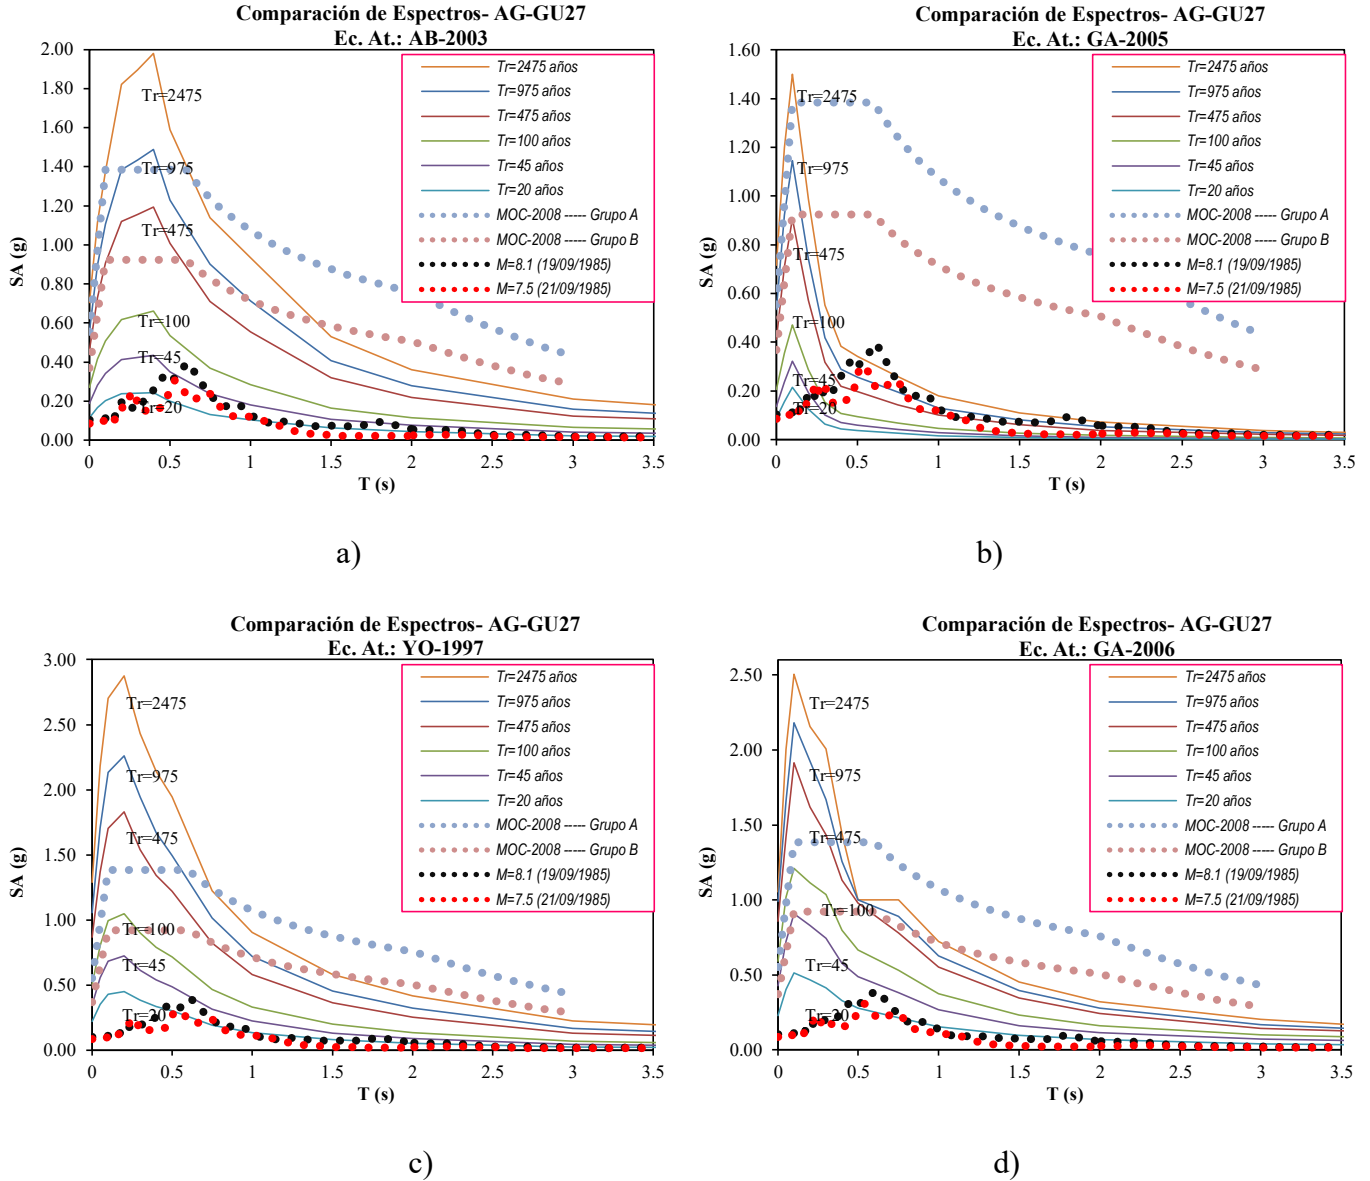 Comparación de Espectros- AG-GU27
Ec. At.: AB-2003
SA (g)
2.00
1.80
1.60
1.40
1.20
1.00
0.80
0.60
0.40
0.20
0.00
0
0.5
1
1.5
2
2.5
3
3.5
T (s)
Tr=2475
Tr=975
Tr=475
Tr=100
Tr=45
Tr=20
Tr=2475 años
Tr=975 años
Tr=475 años
Tr=100 años
Tr=45 años
Tr=20 años
MOC-2008 ----- Grupo A
MOC-2008 ----- Grupo B
M=8.1 (19/09/1985)
M=7.5 (21/09/1985)
a)
Comparación de Espectros- AG-GU27
Ec. At.: GA-2005
SA (g)
1.60
1.40
1.20
1.00
0.80
0.60
0.40
0.20
0.00
0
0.5
1
1.5
2
2.5
3
3.5
T (s)
Tr=2475
Tr=975
Tr=475
Tr=100
Tr=45
Tr=20
Tr=2475 años
Tr=975 años
Tr=475 años
Tr=100 años
Tr=45 años
Tr=20 años
MOC-2008 ----- Grupo A
MOC-2008 ----- Grupo B
M=8.1 (19/09/1985)
M=7.5 (21/09/1985)
b)
Comparación de Espectros- AG-GU27
Ec. At.: YO-1997
SA (g)
3.00
2.50
2.00
1.50
1.00
0.50
0.00
0
0.5
1
1.5
2
2.5
3
3.5
T (s)
Tr=2475
Tr=975
Tr=475
Tr=100
Tr=45
Tr=20
Tr=2475 años
Tr=975 años
Tr=475 años
Tr=100 años
Tr=45 años
Tr=20 años
MOC-2008 ----- Grupo A
MOC-2008 ----- Grupo B
M=8.1 (19/09/1985)
M=7.5 (21/09/1985)
c)
Comparación de Espectros- AG-GU27
Ec. At.: GA-2006
SA (g)
2.50
2.00
1.50
1.00
0.50
0.00
0
0.5
1
1.5
2
2.5
3
3.5
T (s)
Tr=2475
Tr=975
Tr=475
Tr=100
Tr=45
Tr=20
Tr=2475 años
Tr=975 años
Tr=475 años
Tr=100 años
Tr=45 años
Tr=20 años
MOC-2008 ----- Grupo A
MOC-2008 ----- Grupo B
M=8.1 (19/09/1985)
M=7.5 (21/09/1985)
d)